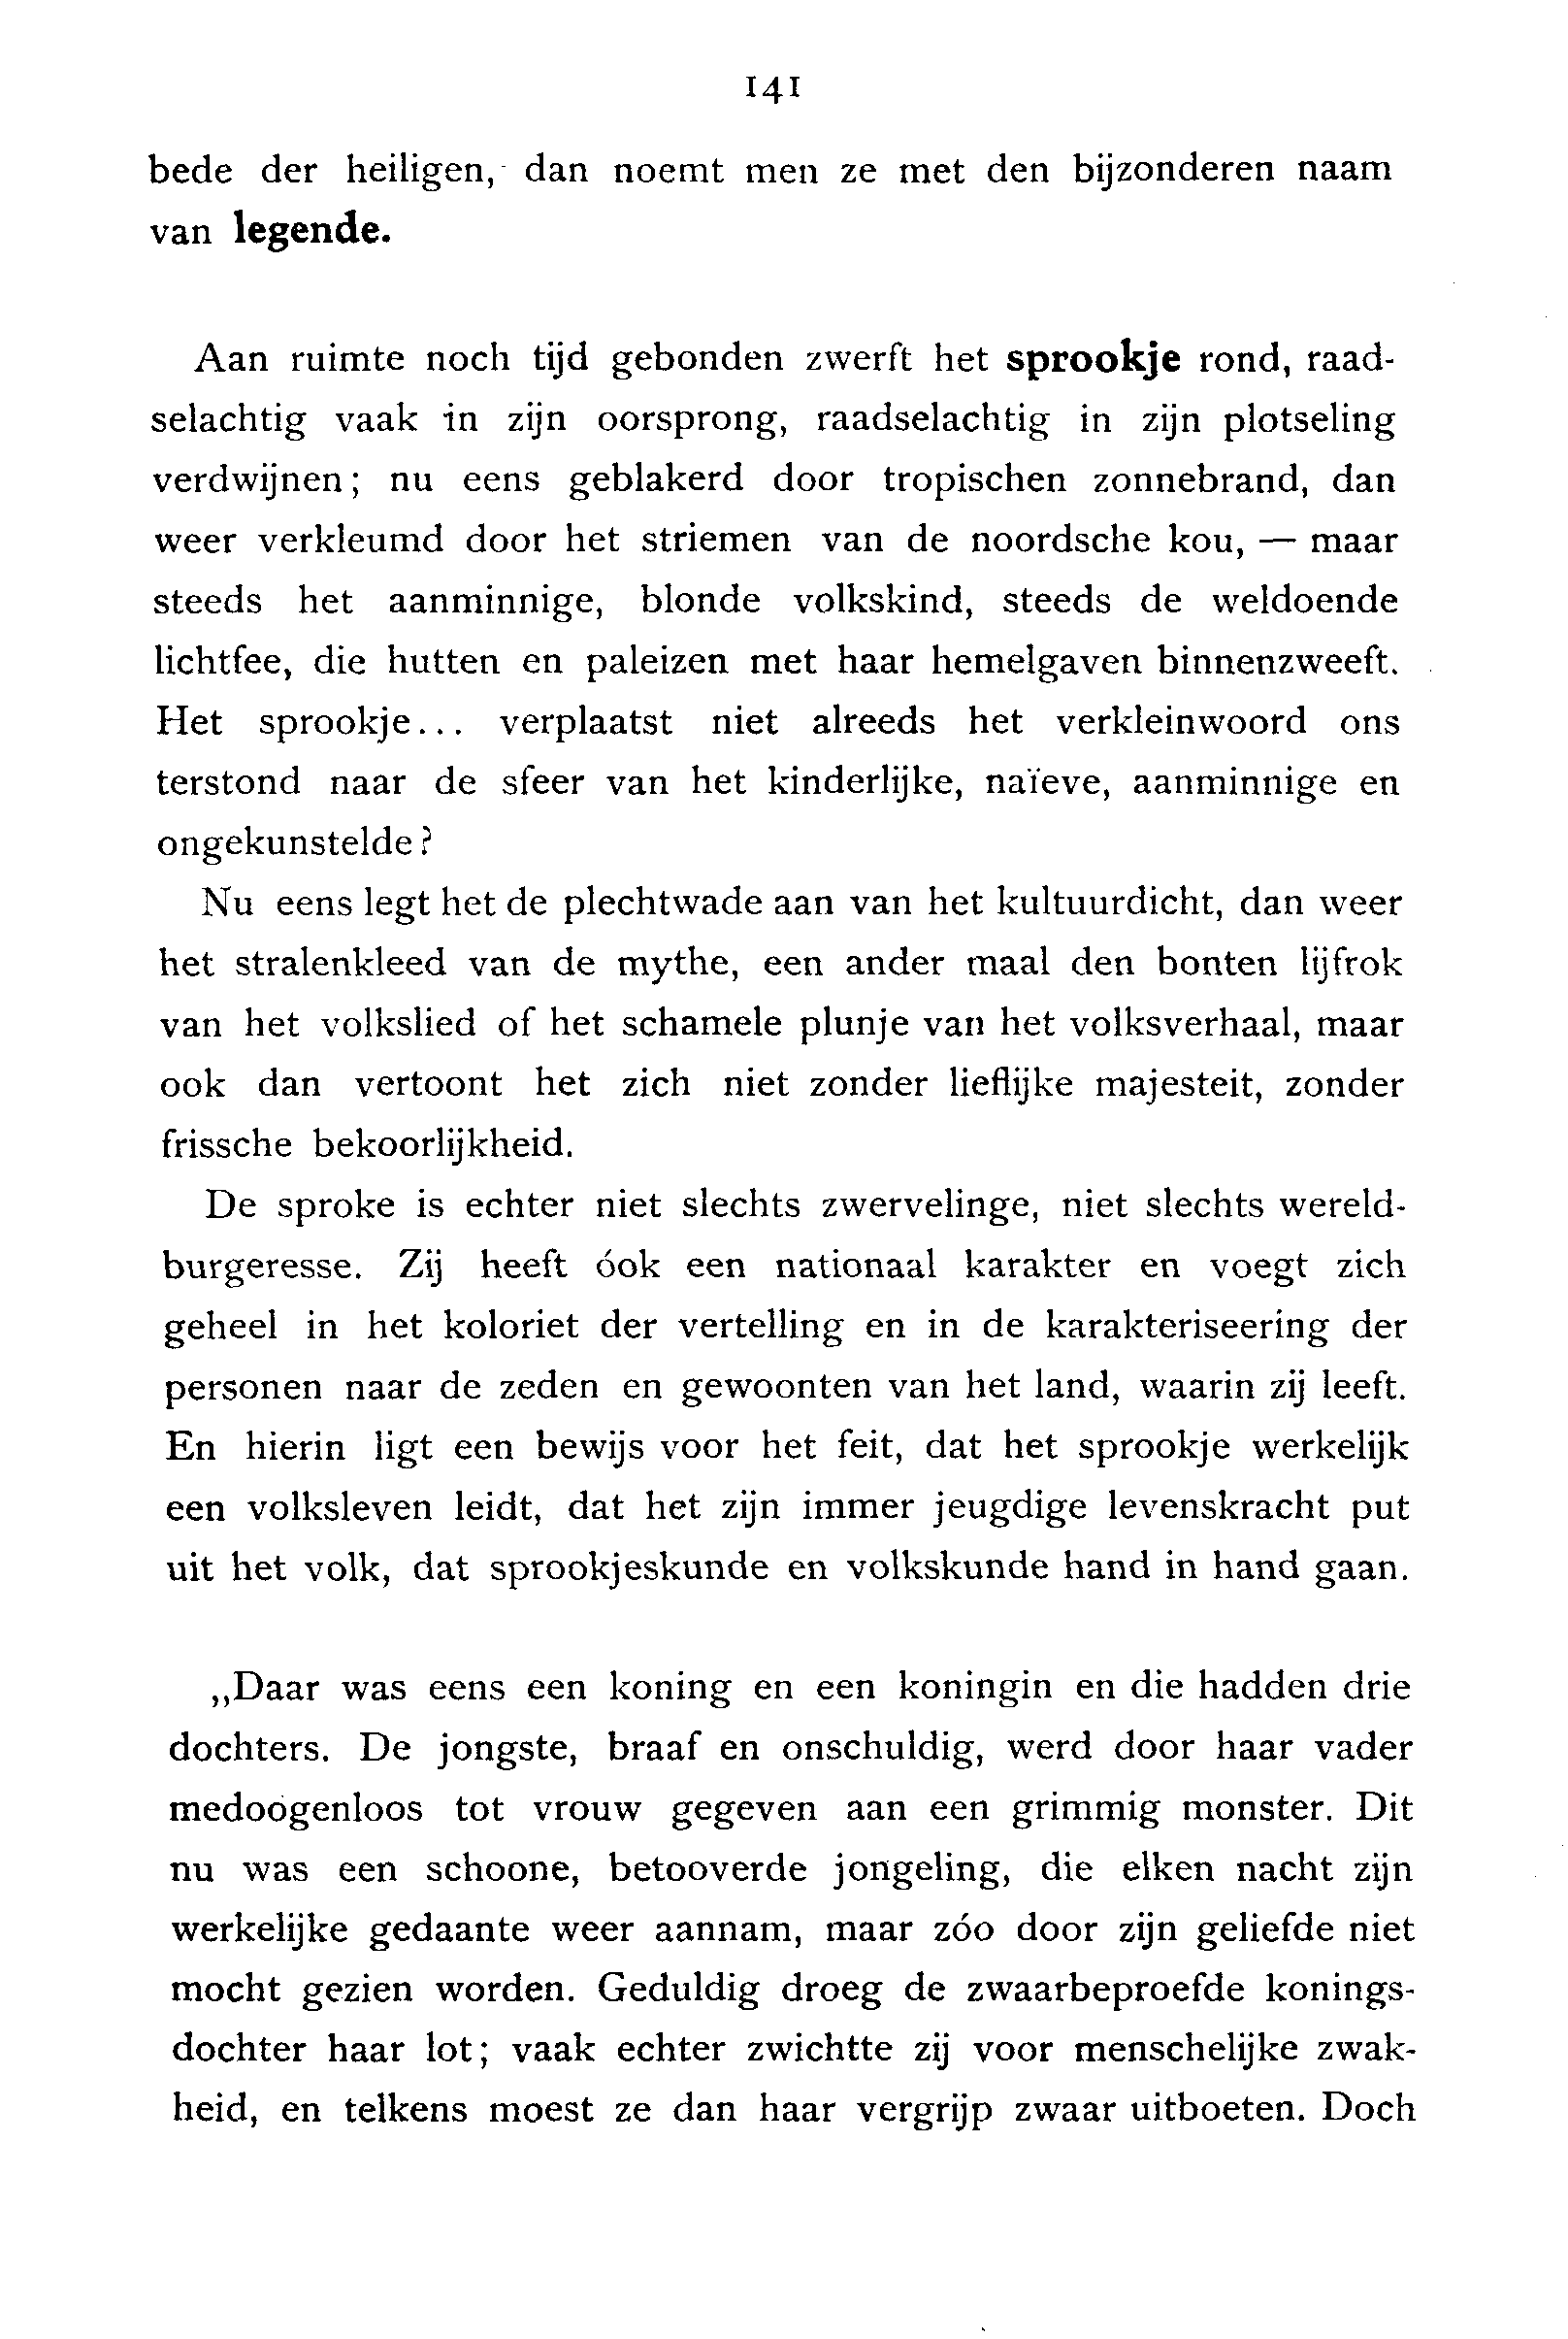 141
bede der heiligen, dan noemt men ze met den bijzonderen naam
van legende.
Aan ruimte noch tijd gebonden zwerft het sprookje rond, raad-
selachtig vaak in zijn oorsprong, raadselachtig in zijn plotseling
verdwijnen; nu eens geblakerd door tropischen zonnebrand, dan
weer verkleumd door het striemen van de noordsche kou, — maar
steeds het aanminnige, blonde volkskind, steeds de weldoende
lichtfee, die hutten en paleizen met haar hemelgaven binnenzweeft.
Het sprookje... verplaatst niet alreeds het verkleinwoord ons
terstond naar de sfeer van het kinderlijke, naïeve, aanminnige en
ongekunstelde?
Nu eens legt het de plechtwade aan van het kultuurdicht, dan weer
het stralenkleed van de mythe, een ander maal den bonten lijfrok
van het volkslied of het schamele plunje van het volksverhaal, maar
ook dan vertoont het zich niet zonder lieflijke majesteit, zonder
frissche bekoorlijkheid.
De sproke is echter niet slechts zwervelinge, niet slechts wereld-
burgeresse. Zij heeft óok een nationaal karakter en voegt zich
geheel in het koloriet der vertelling en in de karakteriseering der
personen naar de zeden en gewoonten van het land, waarin zij leeft.
En hierin ligt een bewijs voor het feit, dat het sprookje werkelijk
een volksleven leidt, dat het zijn immer jeugdige levenskracht put
uit het volk, dat sprookjeskunde en volkskunde hand in hand gaan.
„Daar was eens een koning en een koningin en die hadden drie
dochters. De jongste, braaf en onschuldig, werd door haar vader
medoogenloos tot vrouw gegeven aan een grimmig monster. Dit
nu was een schoone, betooverde jongeling, die elken nacht zijn
werkelijke gedaante weer aannam, maar zóo door zijn geliefde niet
mocht gezien worden. Geduldig droeg de zwaarbeproefde konings-
dochter haar lot; vaak echter zwichtte zij voor menschelijke zwak-
heid, en telkens moest ze dan haar vergrijp zwaar uitboeten. Doch